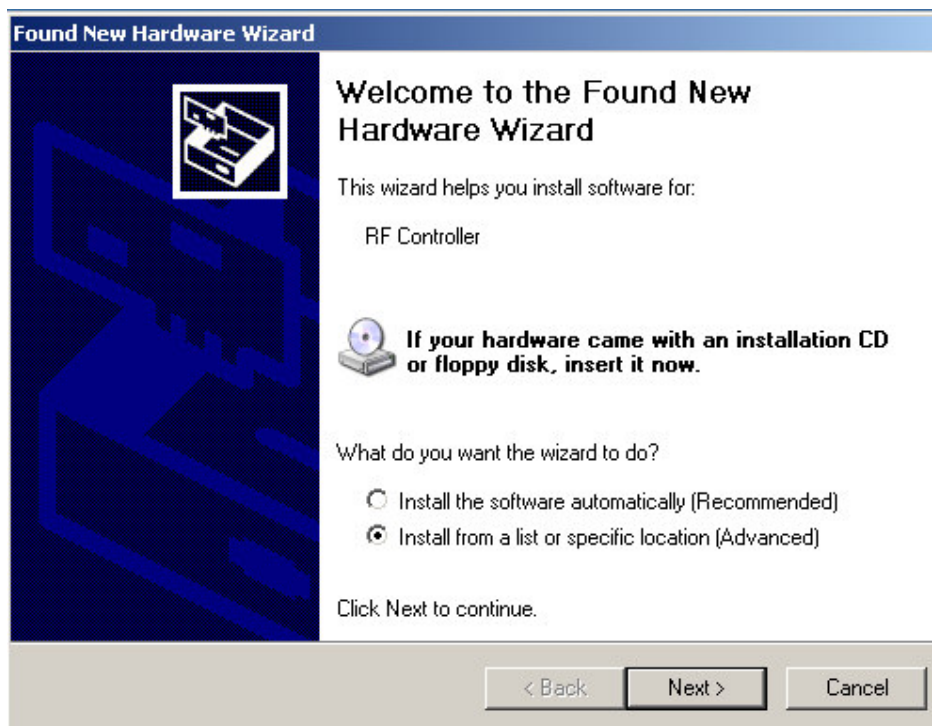 Found New Hardware Wizard
Welcome to the Found New
Hardware Wizard
This wizard helps you install software for:
RF Controller
If your hardware came with an installation CD
or floppy disk, insert it now.
What do you want the wizard to do?
Install the software automatically (Recommended)
Install from a list or specific location (Advanced)
Click Next to continue.
< Back
Next >
Cancel